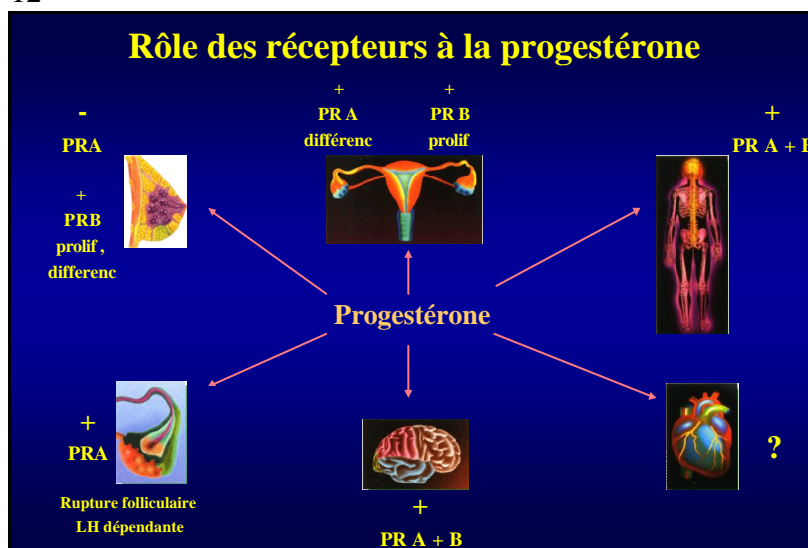 Rôle des récepteurs à la progestérone
-
PRA
+
PRB
prolif ,
differenc
+
PR A
différenc
+
PR B
prolif
+
PR A + B
Progestérone
+
PRA
Rupture folliculaire
LH dépendante
+
PR A + B
?